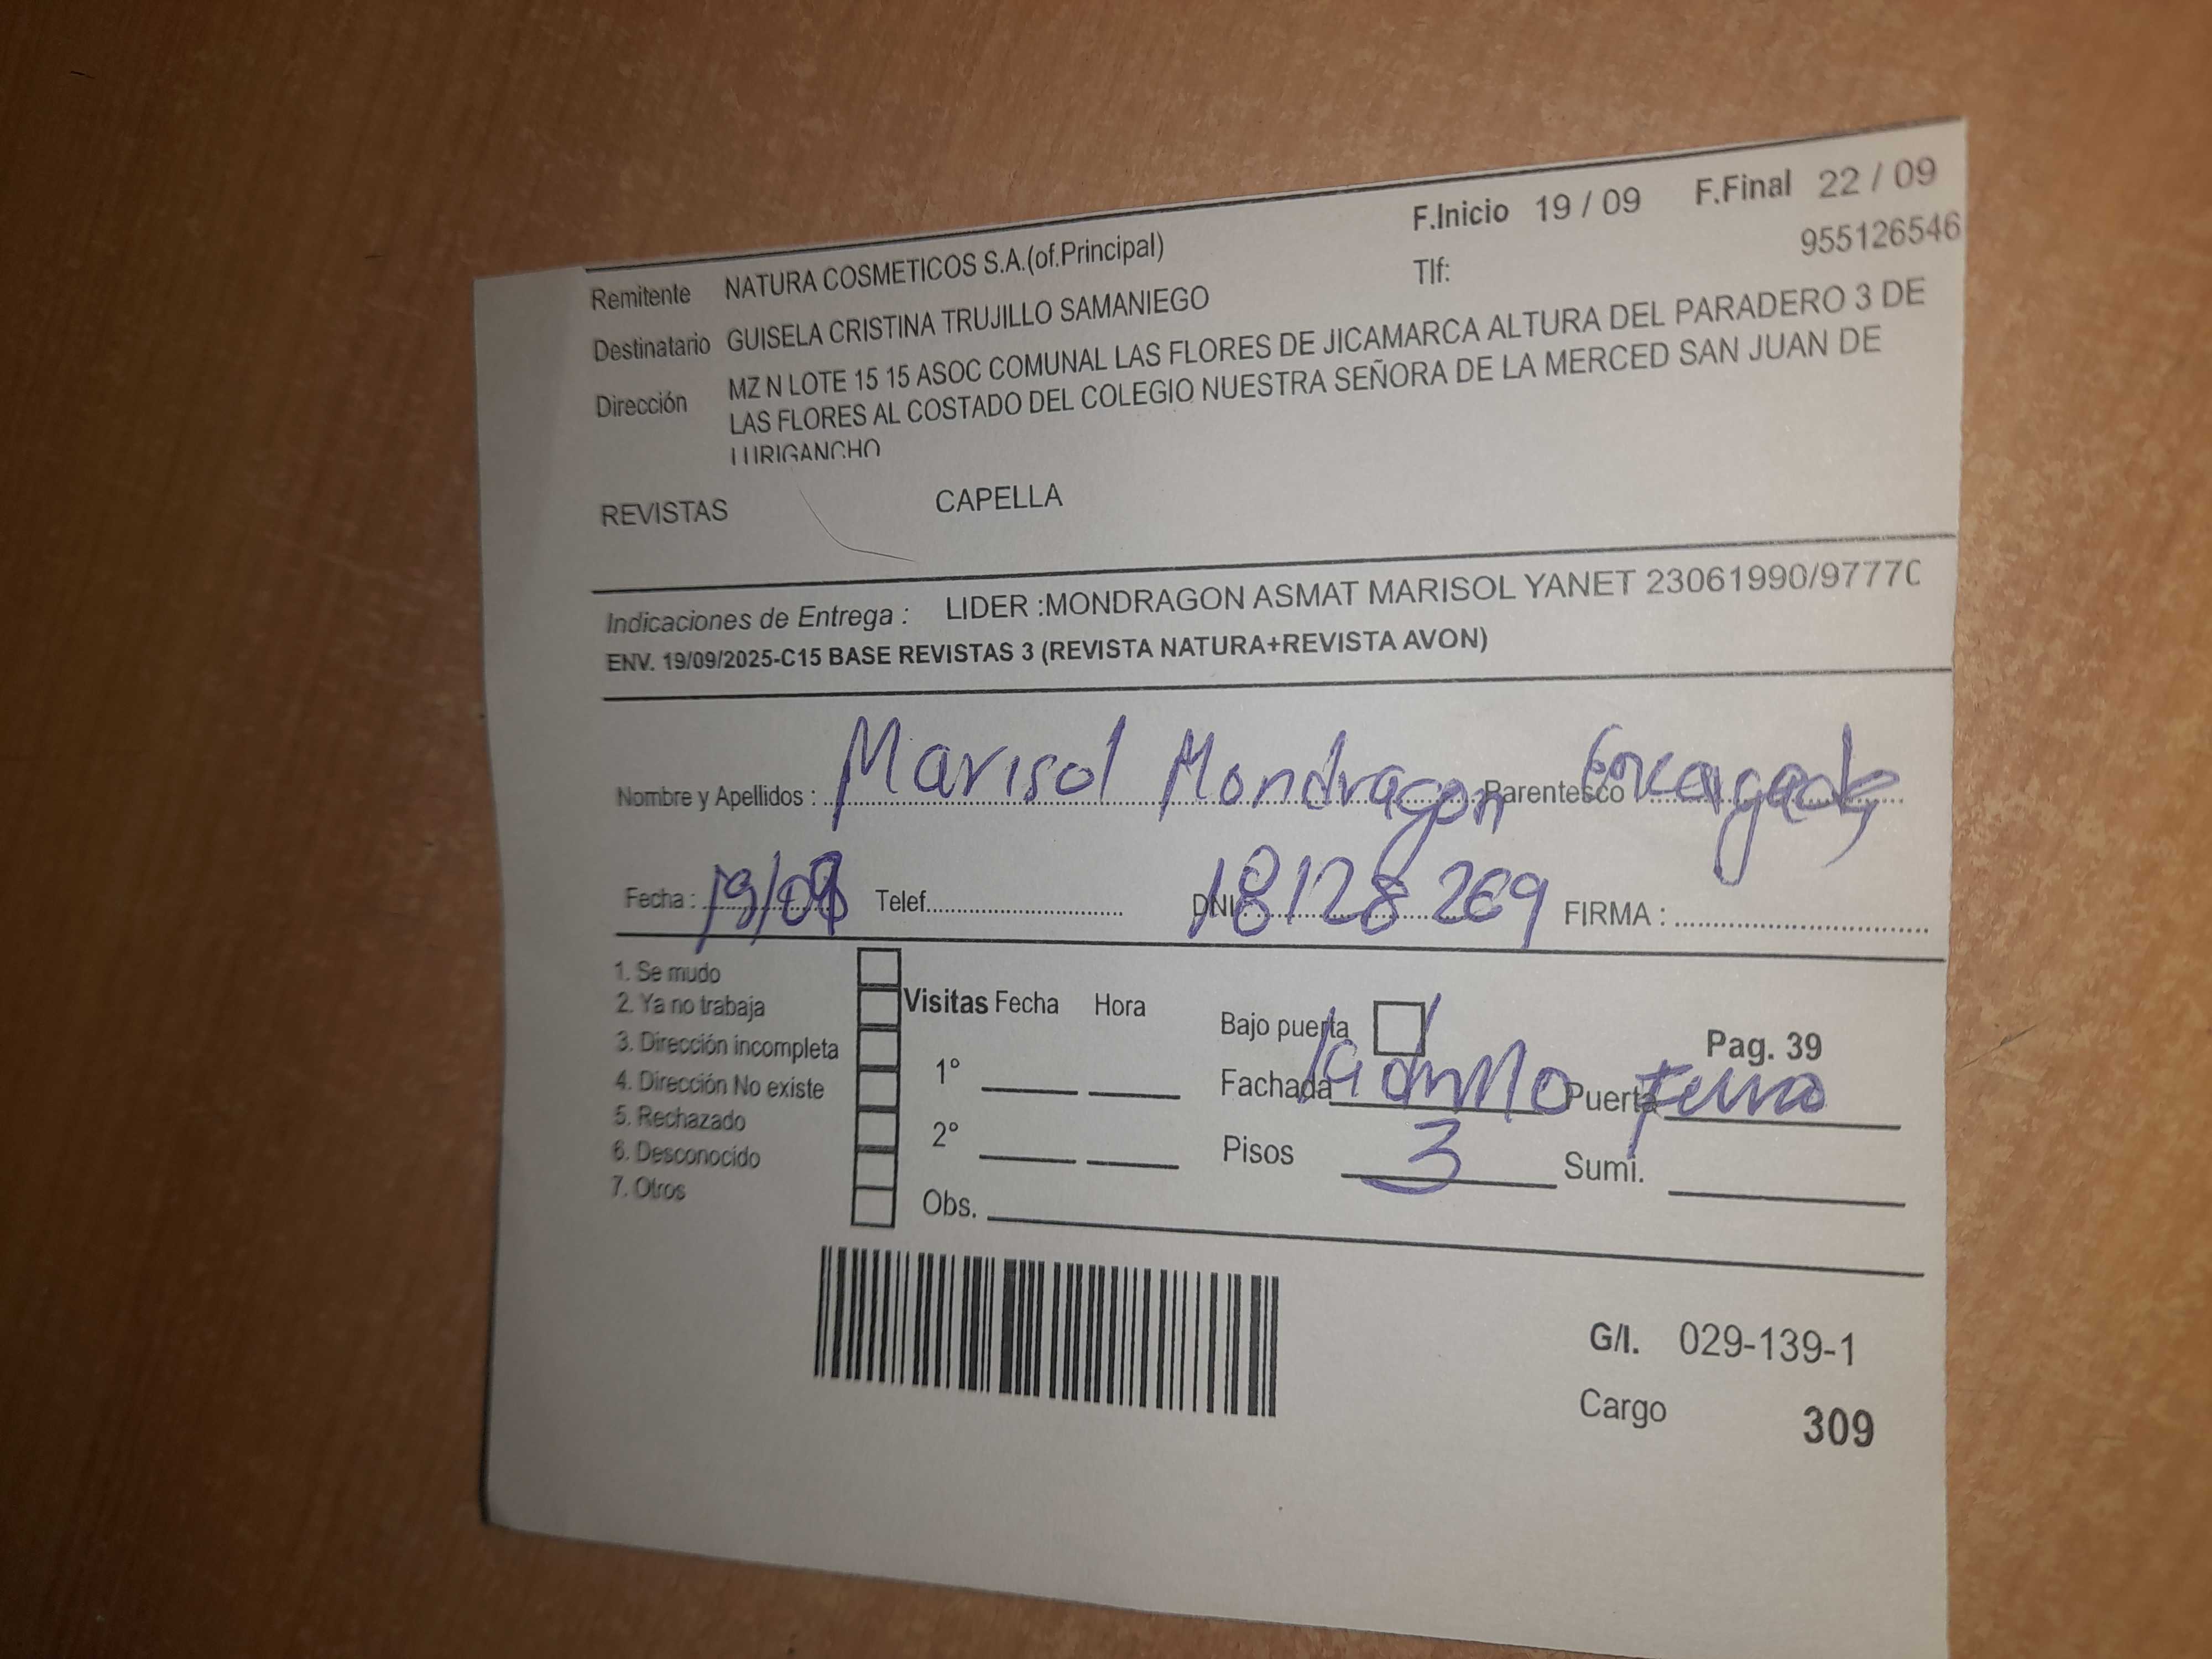 F.Inicio 19 / 09 F.Final 22 / 09
Remitente NATURA COSMETICOS S.A.(of.Principal) Tlf: 955126546
Destinatario GUISELA CRISTINA TRUJILLO SAMANIEGO
Dirección MZ N LOTE 15 15 ASOC COMUNAL LAS FLORES DE JICAMARCA ALTURA DEL PARADERO 3 DE
LAS FLORES AL COSTADO DEL COLEGIO NUESTRA SEÑORA DE LA MERCED SAN JUAN DE
LURIGANCHO
REVISTAS CAPELLA
Indicaciones de Entrega : LIDER :MONDRAGON ASMAT MARISOL YANET 23061990/9777
ENV. 19/09/2025-C15 BASE REVISTAS 3 (REVISTA NATURA+REVISTA AVON)
Nombre y Apellidos : Marisol Mondragon Parentesco Encargada
Fecha : 19/09 Telef. DNI: 18128269 FIRMA :
1. Se mudo
2. Ya no trabaja
3. Dirección incompleta
4. Dirección No existe
5. Rechazado
6. Desconocido
7. Otros
Visitas Fecha Hora
1°
2°
Obs.
Bajo puerta
Fachada ladrillo Puerta fierro
Pisos 3 Sumi.
Pag. 39
G/I. 029-139-1
Cargo 309